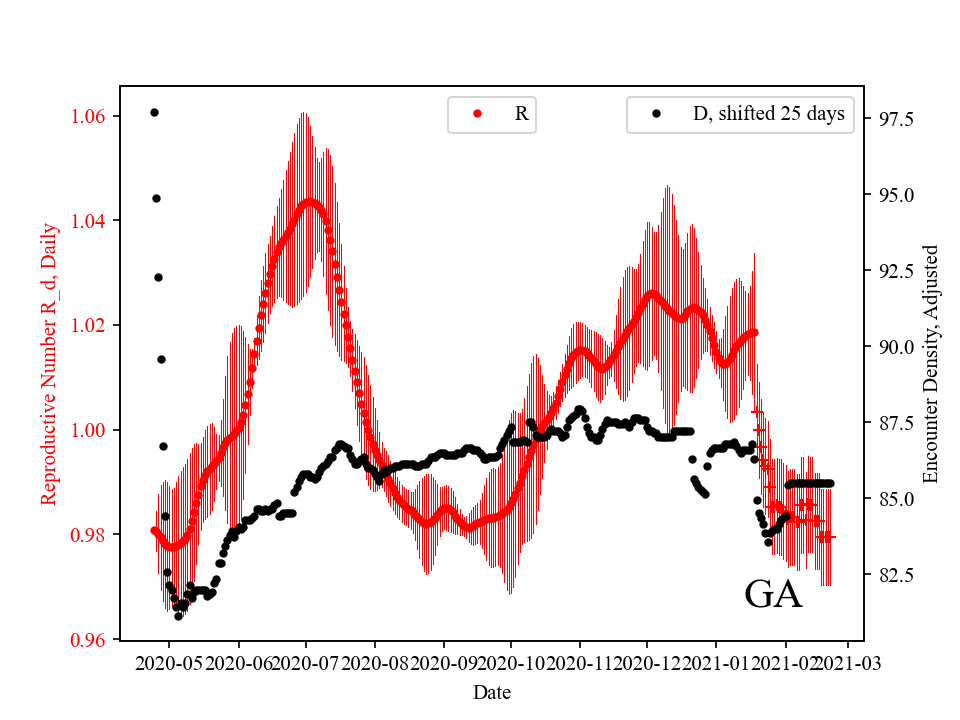 R
D, shifted 25 days
1.06
1.04
1.02
1.00
0.98
0.96
Reproductive Number R_d, Daily
97.5
95.0
92.5
90.0
87.5
85.0
82.5
Encounter Density, Adjusted
GA
2020-05 2020-06 2020-07 2020-08 2020-09 2020-10 2020-11 2020-12 2021-01 2021-02 2021-03
Date